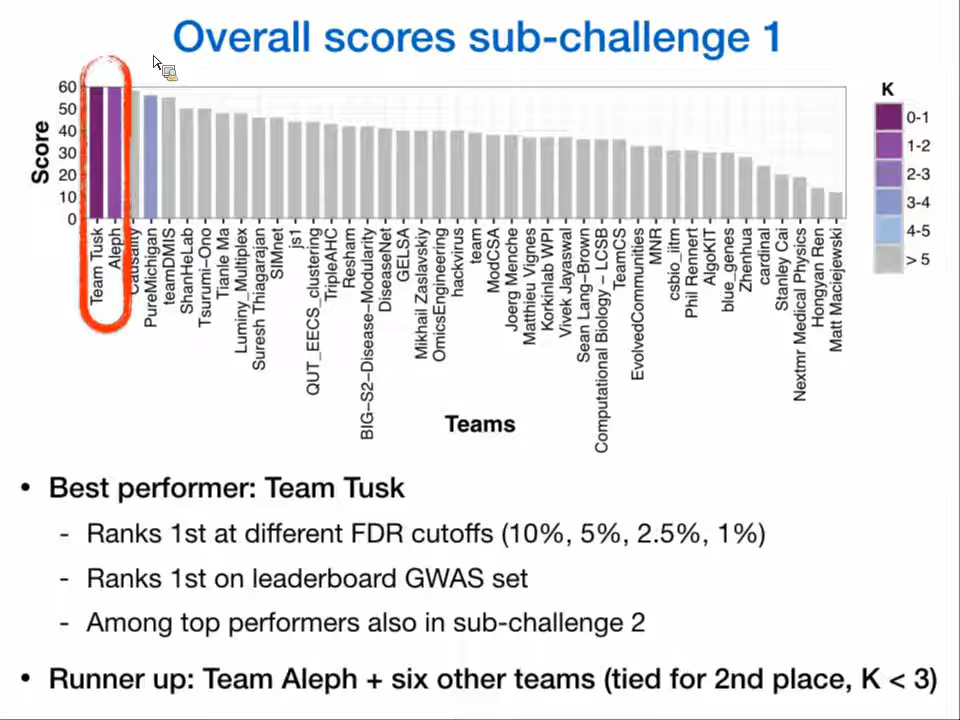 Overall scores sub-challenge 1
60
50
40
30
20
10
0
Score
Team Tusk
Aleph
Causality
PureMichigan
teamDMIS
ShanHeLab
Tsurumi-Ono
Tianle Ma
Luminy_Multiplex
Suresh Thiagarajan
SIMnet
js1
QUT_EECS_clustering
TripleAHC
Resham
BIG-S2-Disease-Modularity
DiseaseNet
GELSA
Mikhail Zaslavskiy
OmicsEngineering
hackvirus
team
ModCSA
Joerg Menche
Matthieu Vignes
Korkinlab WPI
Vivek Jayaswal
Sean Lang-Brown
Computational Biology - LCSB
TeamCS
EvolvedCommunities
MNR
csbio_iitm
Phil Rennert
AlgoKIT
blue_genes
Zhenhua
cardinal
Stanley Cai
Nextmr Medical Physics
Hongyan Ren
Matt Maciejewski
Teams
K
0-1
1-2
2-3
3-4
4-5
> 5
• Best performer: Team Tusk
- Ranks 1st at different FDR cutoffs (10%, 5%, 2.5%, 1%)
- Ranks 1st on leaderboard GWAS set
- Among top performers also in sub-challenge 2
• Runner up: Team Aleph + six other teams (tied for 2nd place, K < 3)